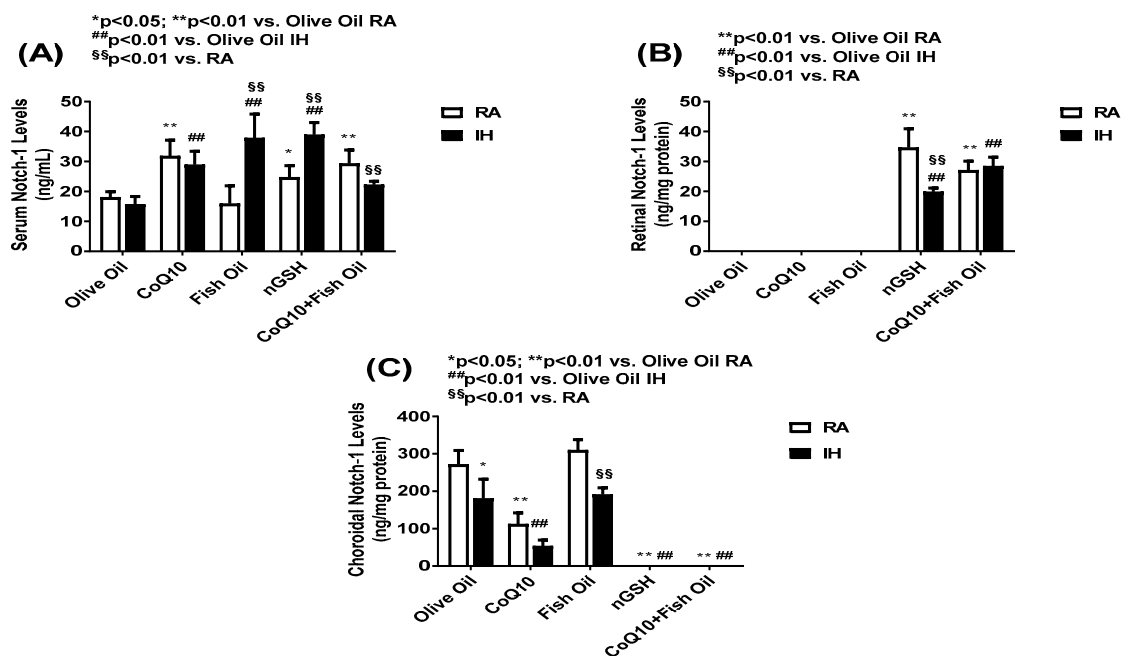 (A)
*p<0.05; **p<0.01 vs. Olive Oil RA
##p<0.01 vs. Olive Oil IH
§§p<0.01 vs. RA
Serum Notch-1 Levels
(ng/mL)
50
40
30
20
10
0
** ## §§ ## * §§ ## ** §§
RA
IH
Olive Oil
CoQ10
Fish Oil
nGSH
CoQ10+Fish Oil
(B)
**p<0.01 vs. Olive Oil RA
##p<0.01 vs. Olive Oil IH
§§p<0.01 vs. RA
Retinal Notch-1 Levels
(ng/mg protein)
50
40
30
20
10
0
** §§ ## ** ##
RA
IH
Olive Oil
CoQ10
Fish Oil
nGSH
CoQ10+Fish Oil
(C)
*p<0.05; **p<0.01 vs. Olive Oil RA
##p<0.01 vs. Olive Oil IH
§§p<0.01 vs. RA
Choroidal Notch-1 Levels
(ng/mg protein)
400
300
200
100
0
* ** ## §§ ** ## ** ##
RA
IH
Olive Oil
CoQ10
Fish Oil
nGSH
CoQ10+Fish Oil